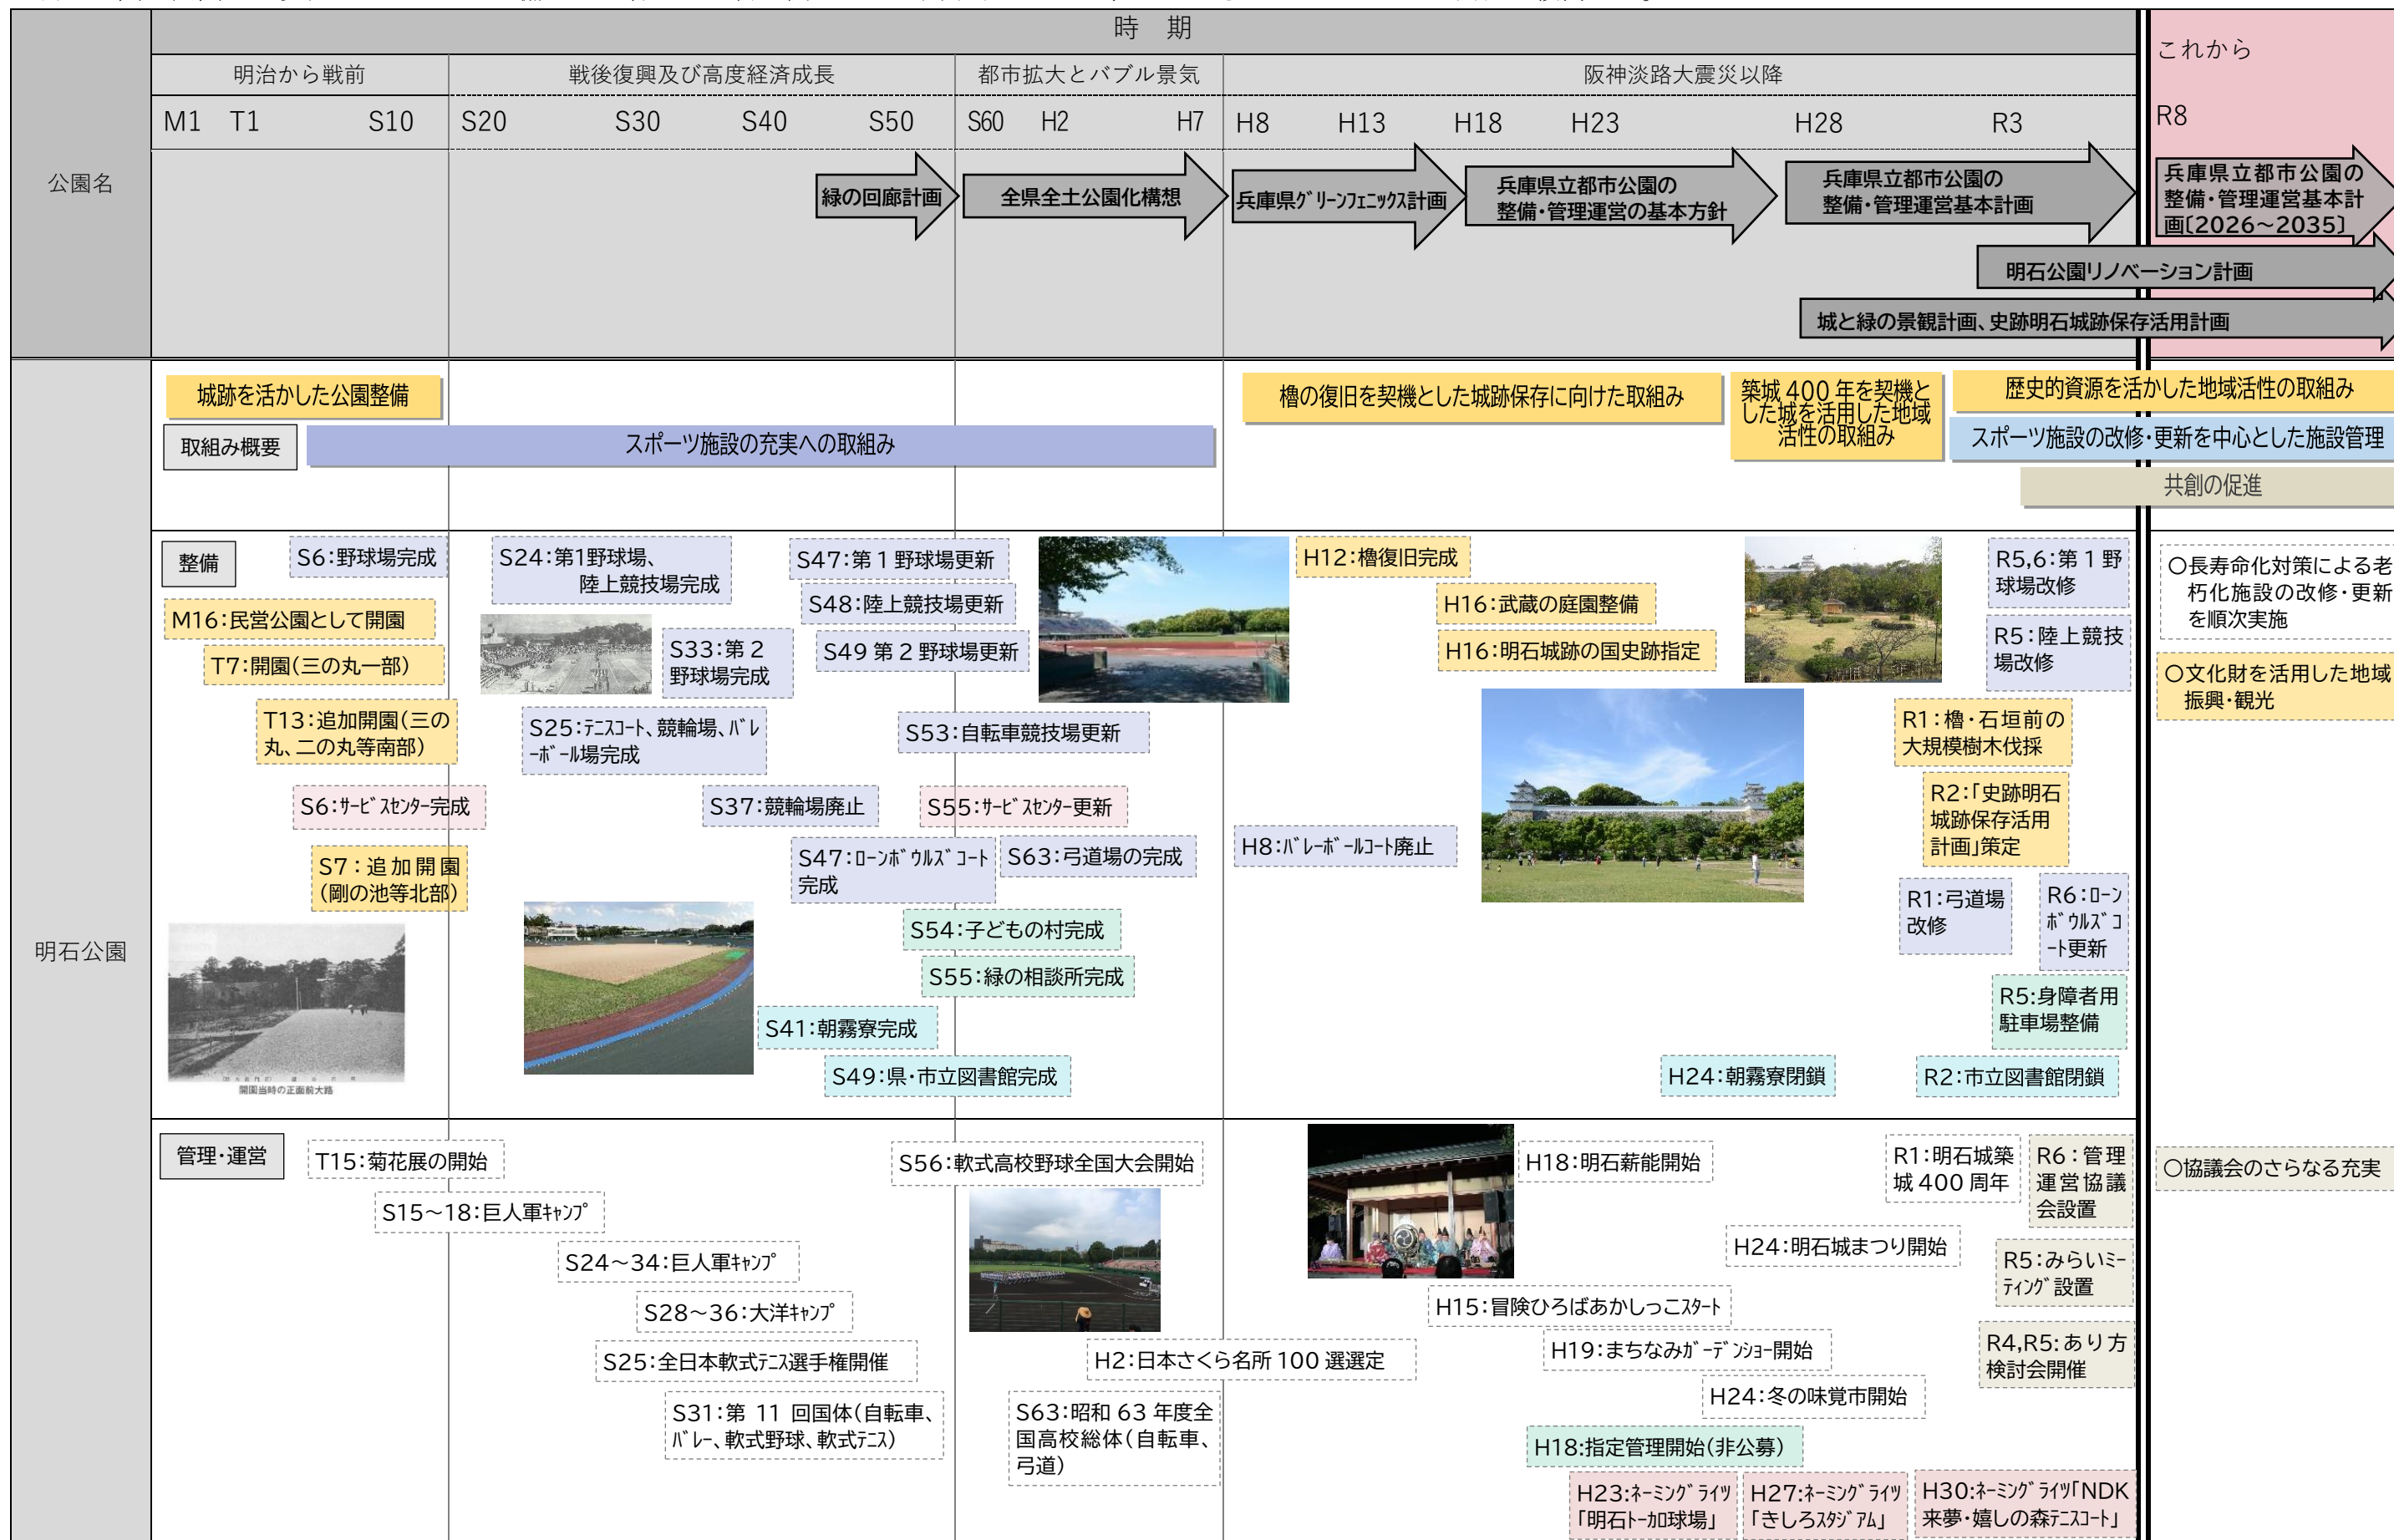 時　期
これから
明治から戦前
戦後復興及び高度経済成長
都市拡大とバブル景気
阪神淡路大震災以降
M1 T1 S10 S20 S30 S40 S50 S60 H2 H7 H8 H13 H18 H23 H28 R3 R8
公園名
緑の回廊計画
全県全土公園化構想
兵庫県ｸﾞﾘｰﾝﾌｪﾆｯｸｽ計画
兵庫県立都市公園の
整備・管理運営の基本方針
兵庫県立都市公園の
整備・管理運営基本計画
兵庫県立都市公園の
整備・管理運営基本計
画〔2026～2035〕
明石公園リノベーション計画
城と緑の景観計画、史跡明石城跡保存活用計画
明石公園
城跡を活かした公園整備
櫓の復旧を契機とした城跡保存に向けた取組み
築城 400 年を契機と
した城を活用した地域
活性の取組み
歴史的資源を活かした地域活性の取組み
取組み概要
スポーツ施設の充実への取組み
スポーツ施設の改修・更新を中心とした施設管理
共創の促進
整備
S6：野球場完成
M16：民営公園として開園
T7：開園（三の丸一部）
T13：追加開園（三の
丸、二の丸等南部）
S6：ｻｰﾋﾞｽｾﾝﾀｰ完成
S7：追加開園
（剛の池等北部）
開園当時の正面前大路
S24：第1野球場、
陸上競技場完成
S33：第２
野球場完成
S25：ﾃﾆｽｺｰﾄ、競輪場、ﾊﾞﾚ
ｰﾎﾞｰﾙ場完成
S37：競輪場廃止
S47：第１野球場更新
S48：陸上競技場更新
S49 第２野球場更新
S53：自転車競技場更新
S55：ｻｰﾋﾞｽｾﾝﾀｰ更新
S47：ﾛｰﾝﾎﾞｳﾙｽﾞｺｰﾄ
完成
S63：弓道場の完成
S54：子どもの村完成
S55：緑の相談所完成
S41：朝霧寮完成
S49：県・市立図書館完成
H12：櫓復旧完成
H16：武蔵の庭園整備
H16：明石城跡の国史跡指定
H8：ﾊﾞﾚｰﾎﾞｰﾙｺｰﾄ廃止
H24：朝霧寮閉鎖
R5,6：第１野
球場改修
R5：陸上競技
場改修
R1：櫓・石垣前の
大規模樹木伐採
R2：「史跡明石
城跡保存活用
計画」策定
R1：弓道場
改修
R6：ﾛｰﾝ
ﾎﾞｳﾙｽﾞｺ
ｰﾄ更新
R5:身障者用
駐車場整備
R2：市立図書館閉鎖
〇長寿命化対策による老
朽化施設の改修・更新
を順次実施
〇文化財を活用した地域
振興・観光
管理・運営
T15：菊花展の開始
S15～18：巨人軍ｷｬﾝﾌﾟ
S24～34：巨人軍ｷｬﾝﾌﾟ
S28～36：大洋ｷｬﾝﾌﾟ
S25：全日本軟式ﾃﾆｽ選手権開催
S31：第 11 回国体（自転車、
ﾊﾞﾚｰ、軟式野球、軟式ﾃﾆｽ）
S56：軟式高校野球全国大会開始
H2：日本さくら名所 100 選選定
S63：昭和 63 年度全
国高校総体（自転車、
弓道）
H18：明石薪能開始
H15：冒険ひろばあかしっこスタート
H19：まちなみｶﾞｰﾃﾞﾝｼｮｰ開始
H24：明石城まつり開始
H24：冬の味覚市開始
H18:指定管理開始（非公募）
H23:ﾈｰﾐﾝｸﾞﾗｲﾂ
「明石ﾄｰｶﾛ球場」
H27:ﾈｰﾐﾝｸﾞﾗｲﾂ
「きしろｽﾀｼﾞｱﾑ」
H30:ﾈｰﾐﾝｸﾞﾗｲﾂ「NDK
来夢・嬉しの森ﾃﾆｽｺｰﾄ」
R1：明石城築
城 400 周年
R6：管理
運営協議
会設置
R5：みらいミｰ
ﾃｨﾝｸﾞ設置
R4,R5：あり方
検討会開催
〇協議会のさらなる充実